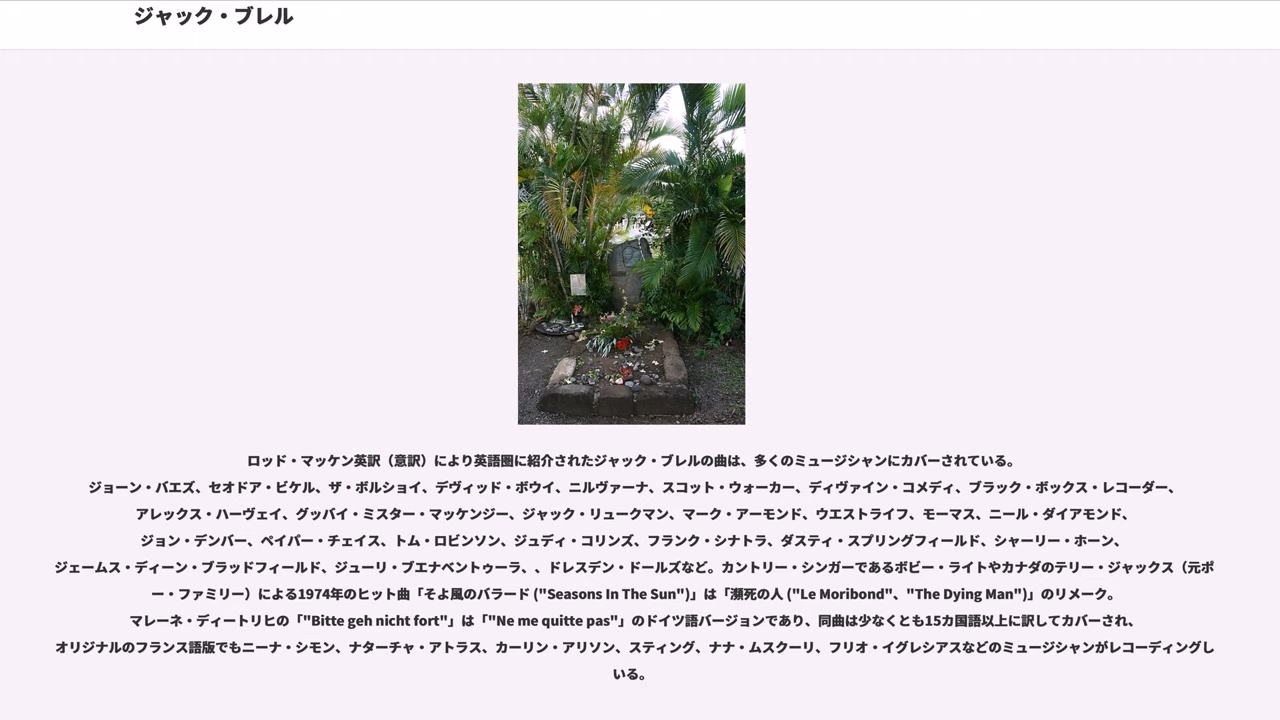 ジャック・ブレル
ロッド・マッケン英訳（意訳）により英語圏に紹介されたジャック・ブレルの曲は、多くのミュージシャンにカバーされている。
ジョーン・バエズ、セオドア・ビケル、ザ・ボルショイ、デヴィッド・ボウイ、ニルヴァーナ、スコット・ウォーカー、ディヴァイン・コメディ、ブラック・ボックス・レコーダー、
アレックス・ハーヴェイ、グッバイ・ミスター・マッケンジー、ジャック・リュークマン、マーク・アーモンド、ウエストライフ、モーマス、ニール・ダイアモンド、
ジョン・デンバー、ペイパー・チェイス、トム・ロビンソン、ジュディ・コリンズ、フランク・シナトラ、ダスティ・スプリングフィールド、シャーリー・ホーン、
ジェームス・ディーン・ブラッドフィールド、ジューリ・ブエナベントゥーラ、、ドレスデン・ドールズなど。カントリー・シンガーであるボビー・ライトやカナダのテリー・ジャックス（元ポ
ー・ファミリー）による1974年のヒット曲「そよ風のバラード ("Seasons In The Sun")」は「瀕死の人 ("Le Moribond"、"The Dying Man")」のリメーク。
マレーネ・ディートリヒの「"Bitte geh nicht fort"」は「"Ne me quitte pas"」のドイツ語バージョンであり、同曲は少なくとも15カ国語以上に訳してカバーされ、
オリジナルのフランス語版でもニーナ・シモン、ナターチャ・アトラス、カーリン・アリソン、スティング、ナナ・ムスクーリ、フリオ・イグレシアスなどのミュージシャンがレコーディングし
いる。